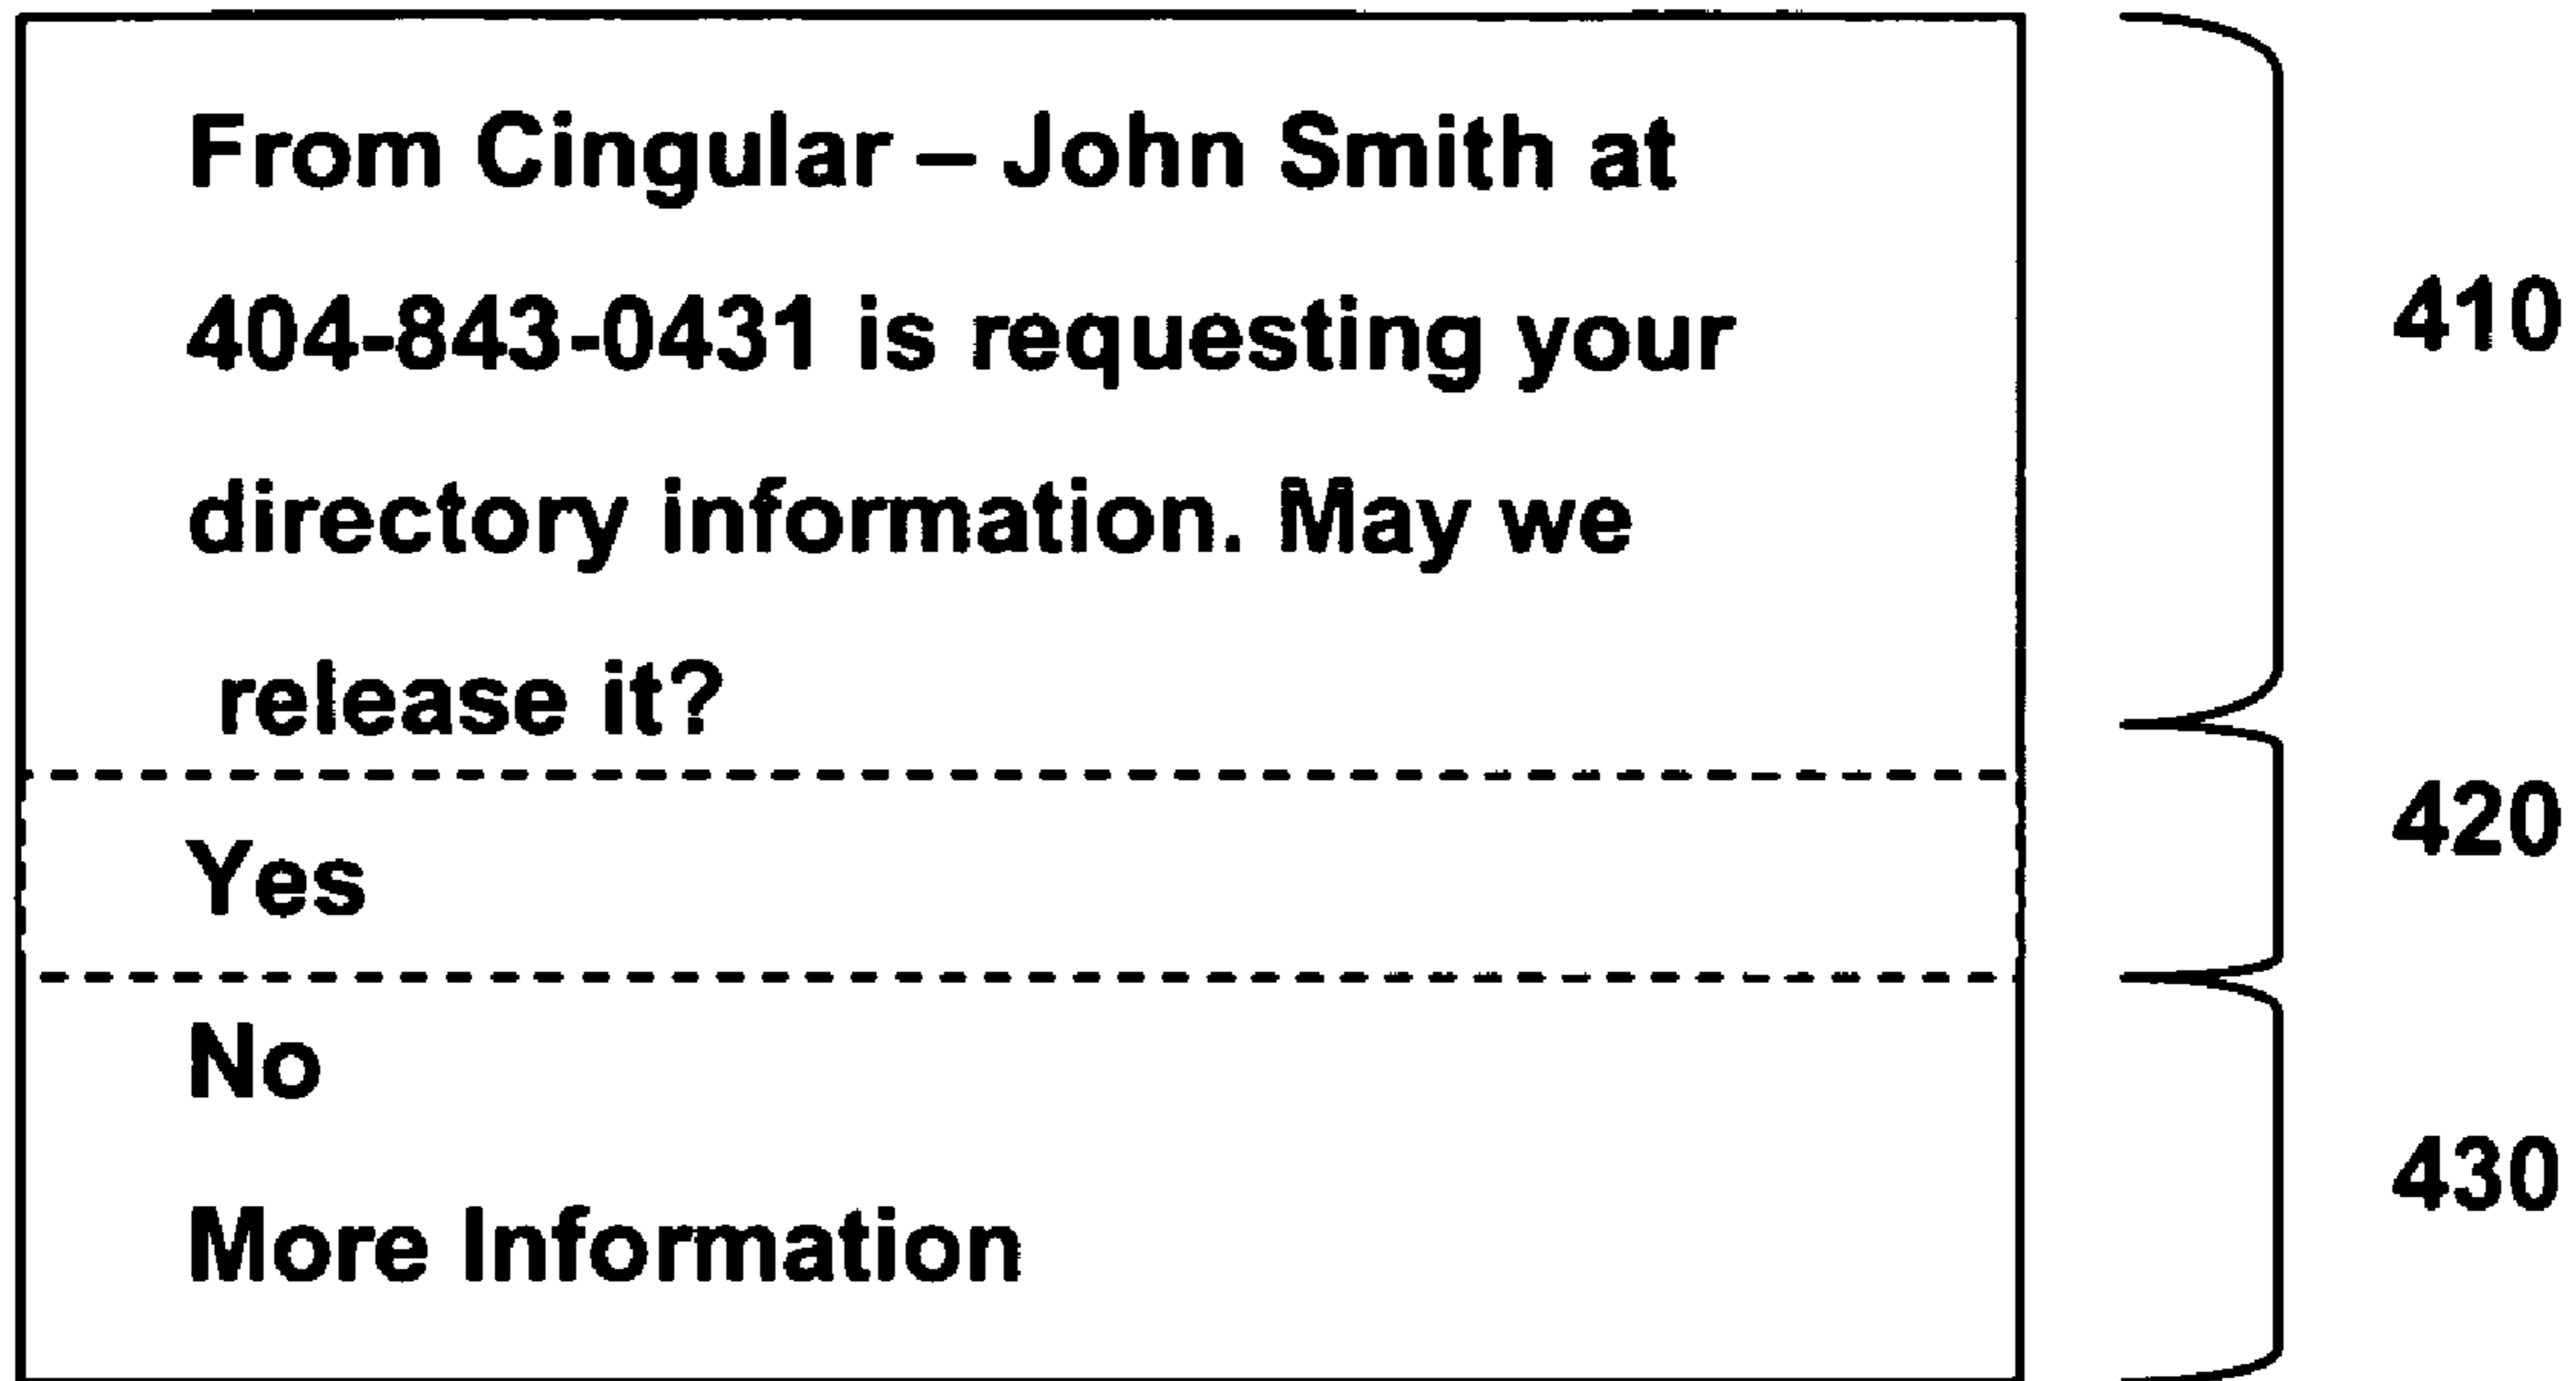 From Cingular – John Smith at
404-843-0431 is requesting your
directory information. May we
release it?
Yes
No
More Information
410
420
430